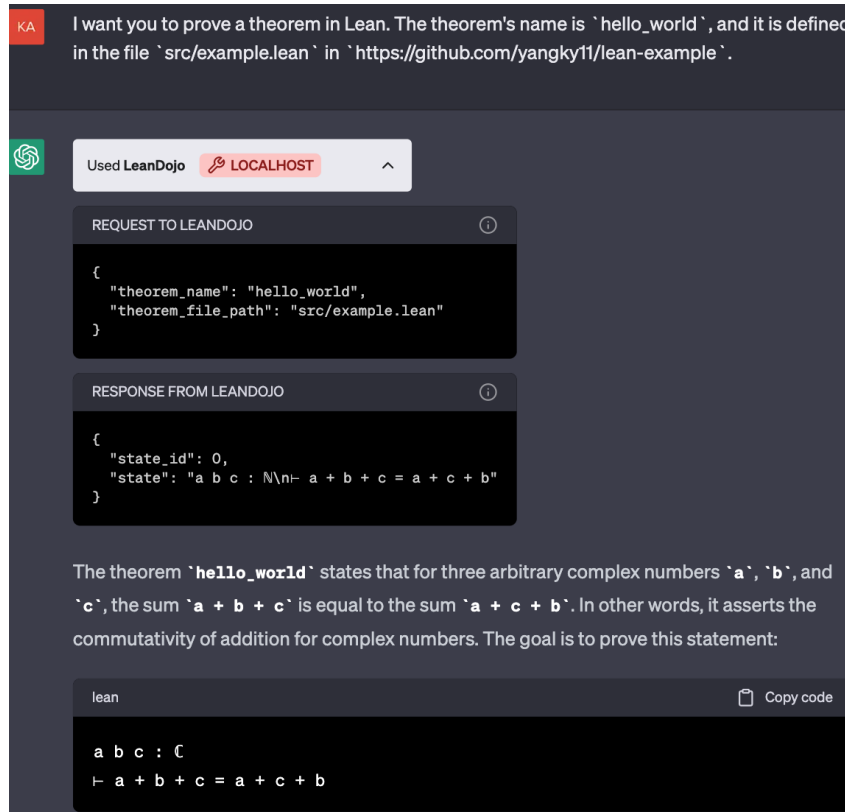 KA
I want you to prove a theorem in Lean. The theorem's name is `hello_world`, and it is defined
in the file `src/example.lean` in `https://github.com/yangky11/lean-example`.
Used LeanDojo LOCALHOST
REQUEST TO LEANDOJO
{
"theorem_name": "hello_world",
"theorem_file_path": "src/example.lean"
}
RESPONSE FROM LEANDOJO
{
"state_id": 0,
"state": "a b c : ℕ\n⊢ a + b + c = a + c + b"
}
The theorem `hello_world` states that for three arbitrary complex numbers `a`, `b`, and
`c`, the sum `a + b + c` is equal to the sum `a + c + b`. In other words, it asserts the
commutativity of addition for complex numbers. The goal is to prove this statement:
lean Copy code
a b c : ℂ
⊢ a + b + c = a + c + b